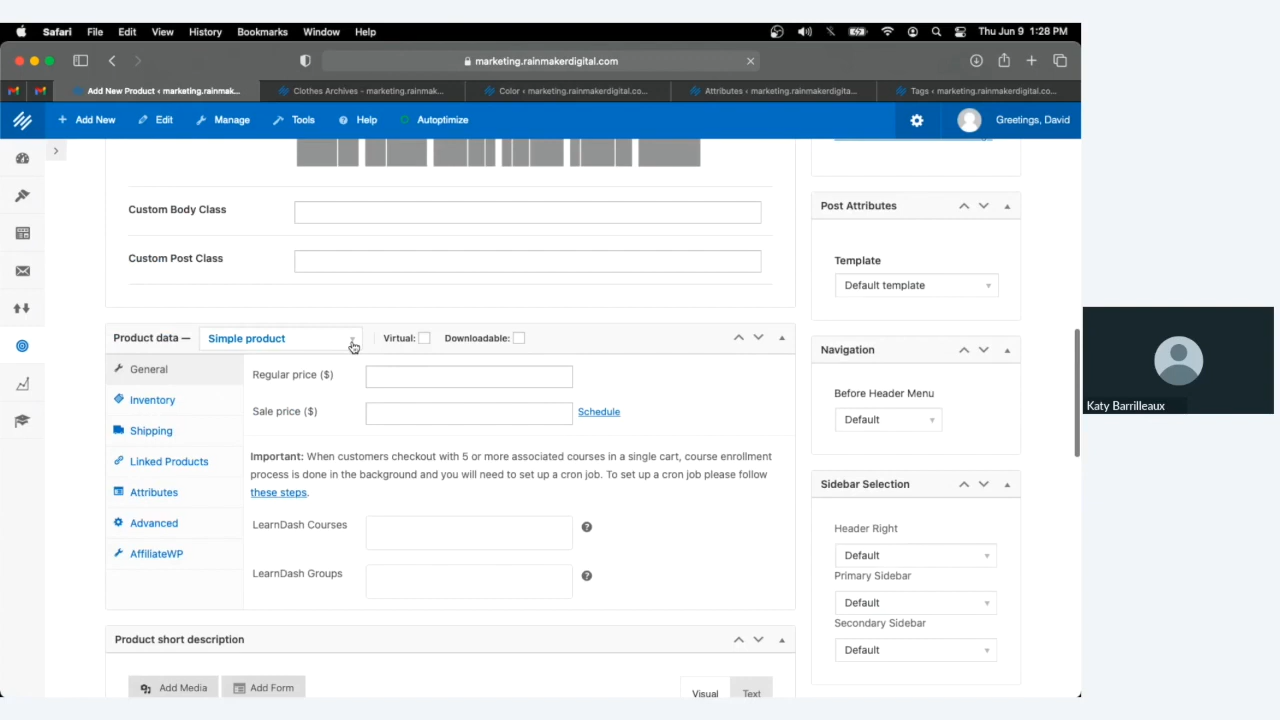 Safari File Edit View History Bookmarks Window Help Thu Jun 9 1:28 PM
marketing.rainmakerdigital.com
Add New Product ‹ marketing.rainmak... Clothes Archives - marketing.rainmak... Color ‹ marketing.rainmakerdigital.co... Attributes ‹ marketing.rainmakerdigita... Tags ‹ marketing.rainmakerdigital.co...
Add New Edit Manage Tools Help Autoptimize Greetings, David
Custom Body Class
Custom Post Class
Product data — Simple product Virtual: Downloadable:
General
Inventory
Shipping
Linked Products
Attributes
Advanced
AffiliateWP
Regular price ($)
Sale price ($) Schedule
Important: When customers checkout with 5 or more associated courses in a single cart, course enrollment
process is done in the background and you will need to set up a cron job. To set up a cron job please follow
these steps.
LearnDash Courses
LearnDash Groups
Product short description
Add Media Add Form Visual Text
Post Attributes
Template
Default template
Navigation
Before Header Menu
Default
Sidebar Selection
Header Right
Default
Primary Sidebar
Default
Secondary Sidebar
Default
Katy Barrilleaux